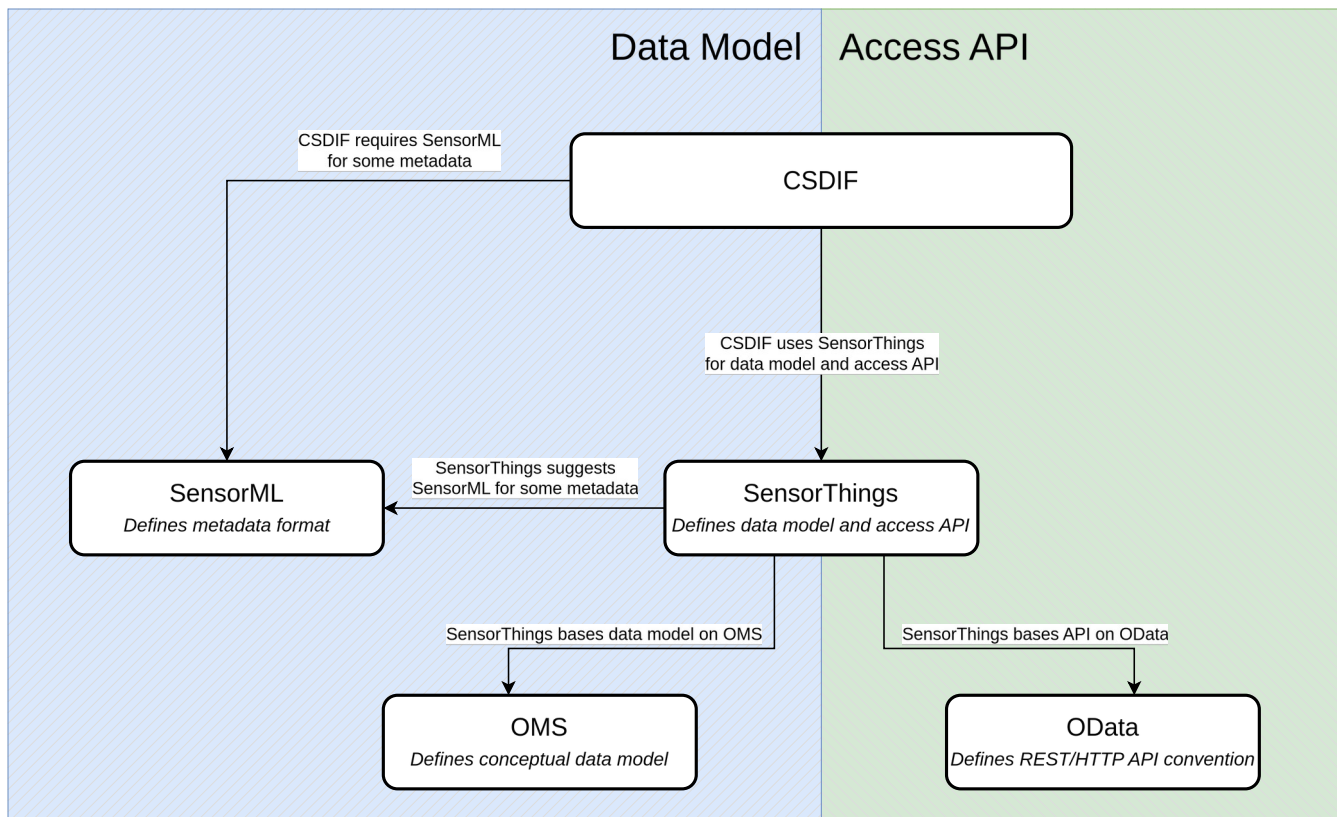 Data Model
Access API
CSDIF requires SensorML
for some metadata
CSDIF
CSDIF uses SensorThings
for data model and access API
SensorThings suggests
SensorML for some metadata
SensorML
Defines metadata format
SensorThings
Defines data model and access API
SensorThings bases data model on OMS
SensorThings bases API on OData
OMS
Defines conceptual data model
OData
Defines REST/HTTP API convention